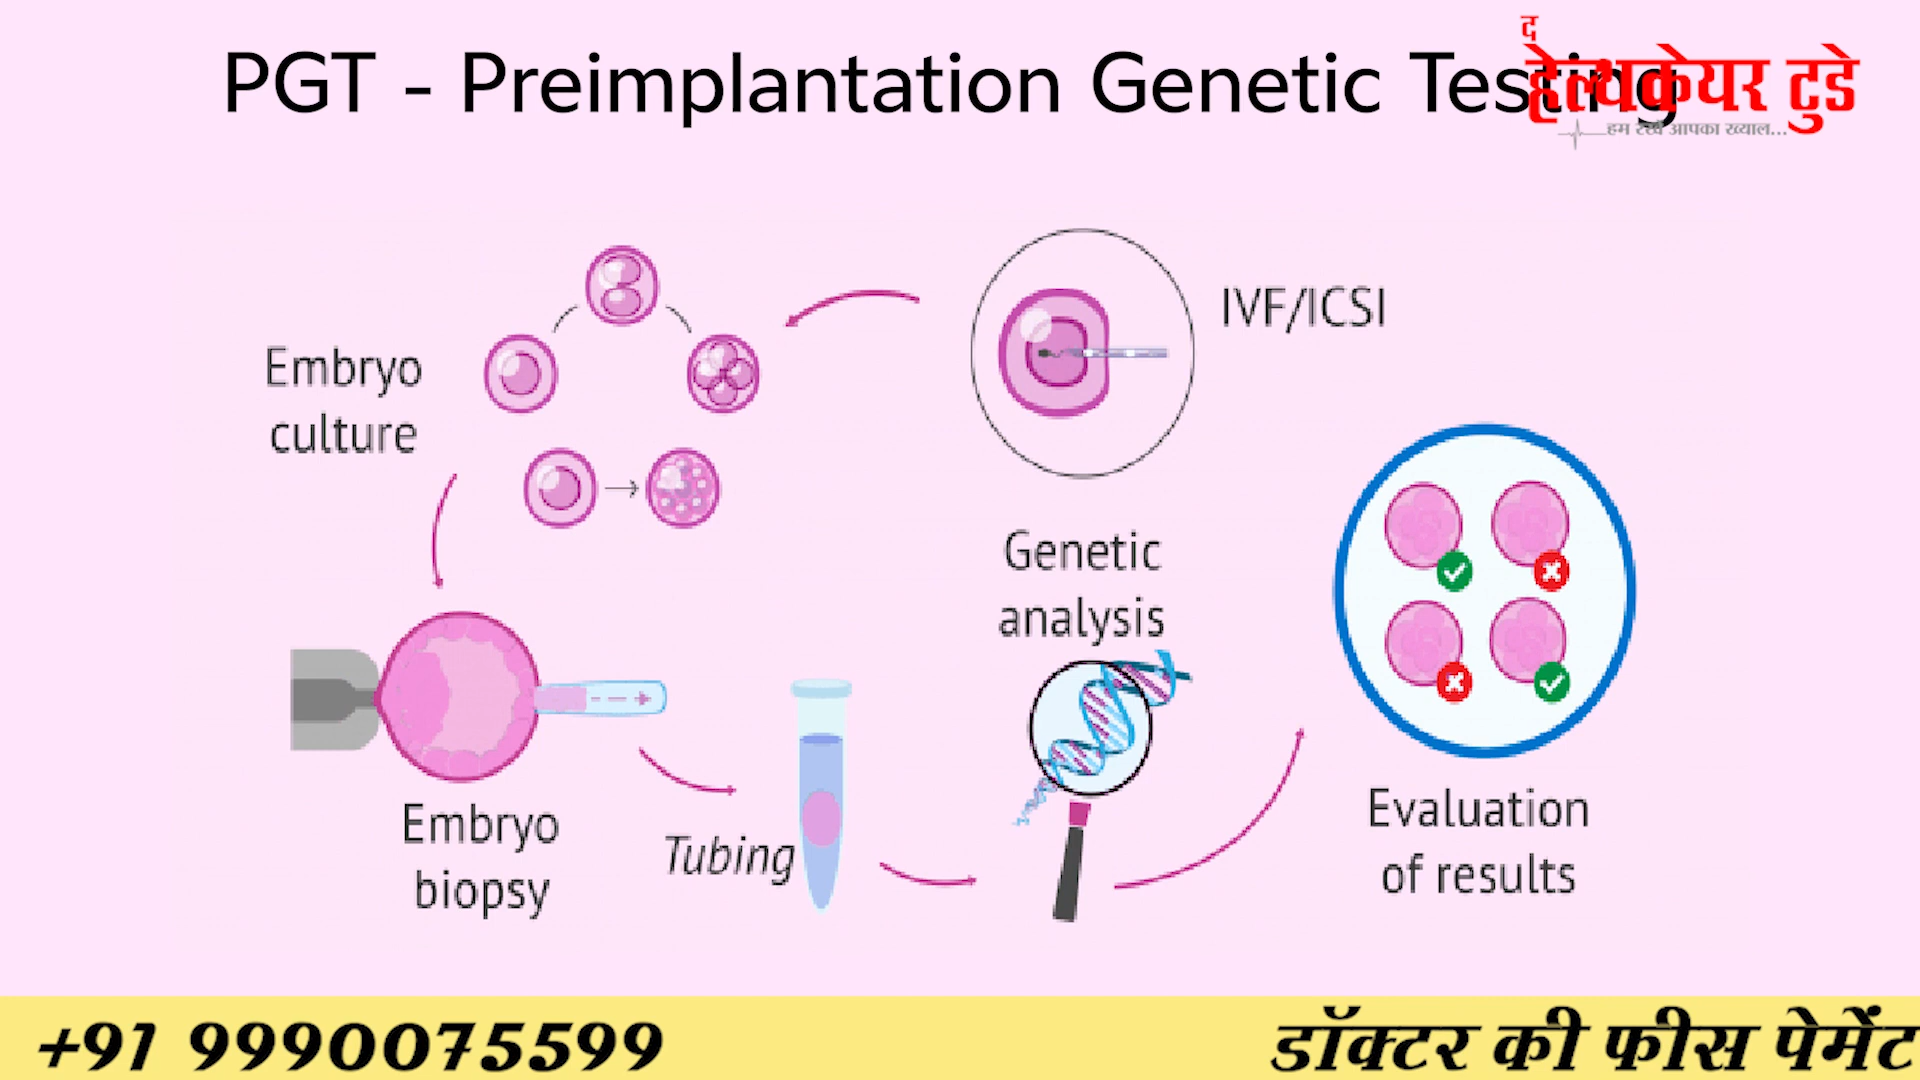 PGT - Preimplantation Genetic Testing
द
हेल्थकेयर टुडे
हम रखें आपका ख्याल...
IVF/ICSI
Embryo
culture
Genetic
analysis
Embryo
biopsy
Tubing
Evaluation
of results
+91 9990075599
डॉक्टर की फीस पेमेंट